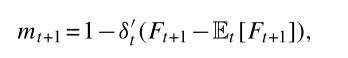 m_{t+1} = 1 − δ′_t (F_{t+1} − 𝔼_t [F_{t+1}]),